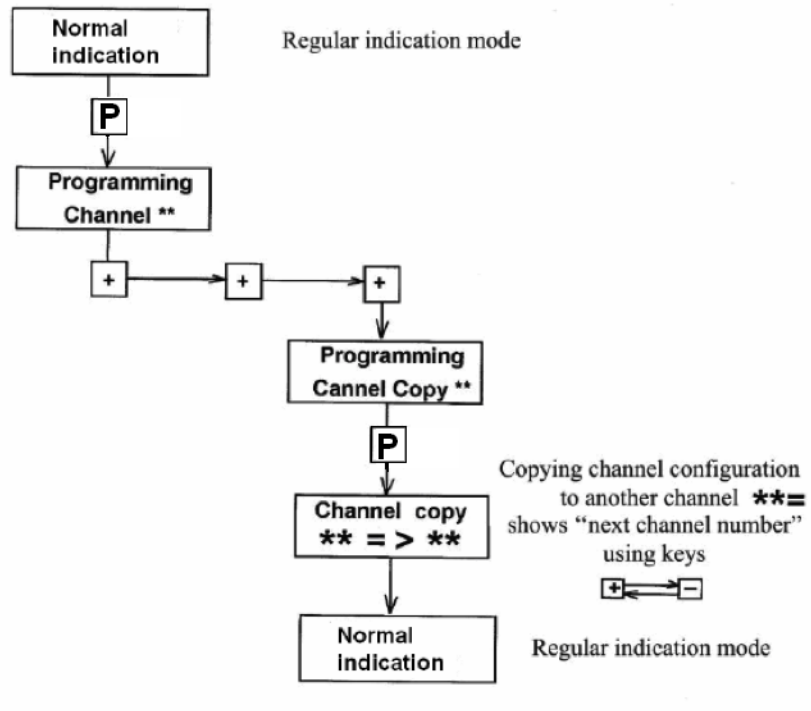 Normal
indication
Regular indication mode
P
Programming
Channel **
+
+
+
Programming
Cannel Copy **
P
Channel copy
** = > **
Copying channel configuration
to another channel **=
shows “next channel number”
using keys
+
−
Normal
indication
Regular indication mode